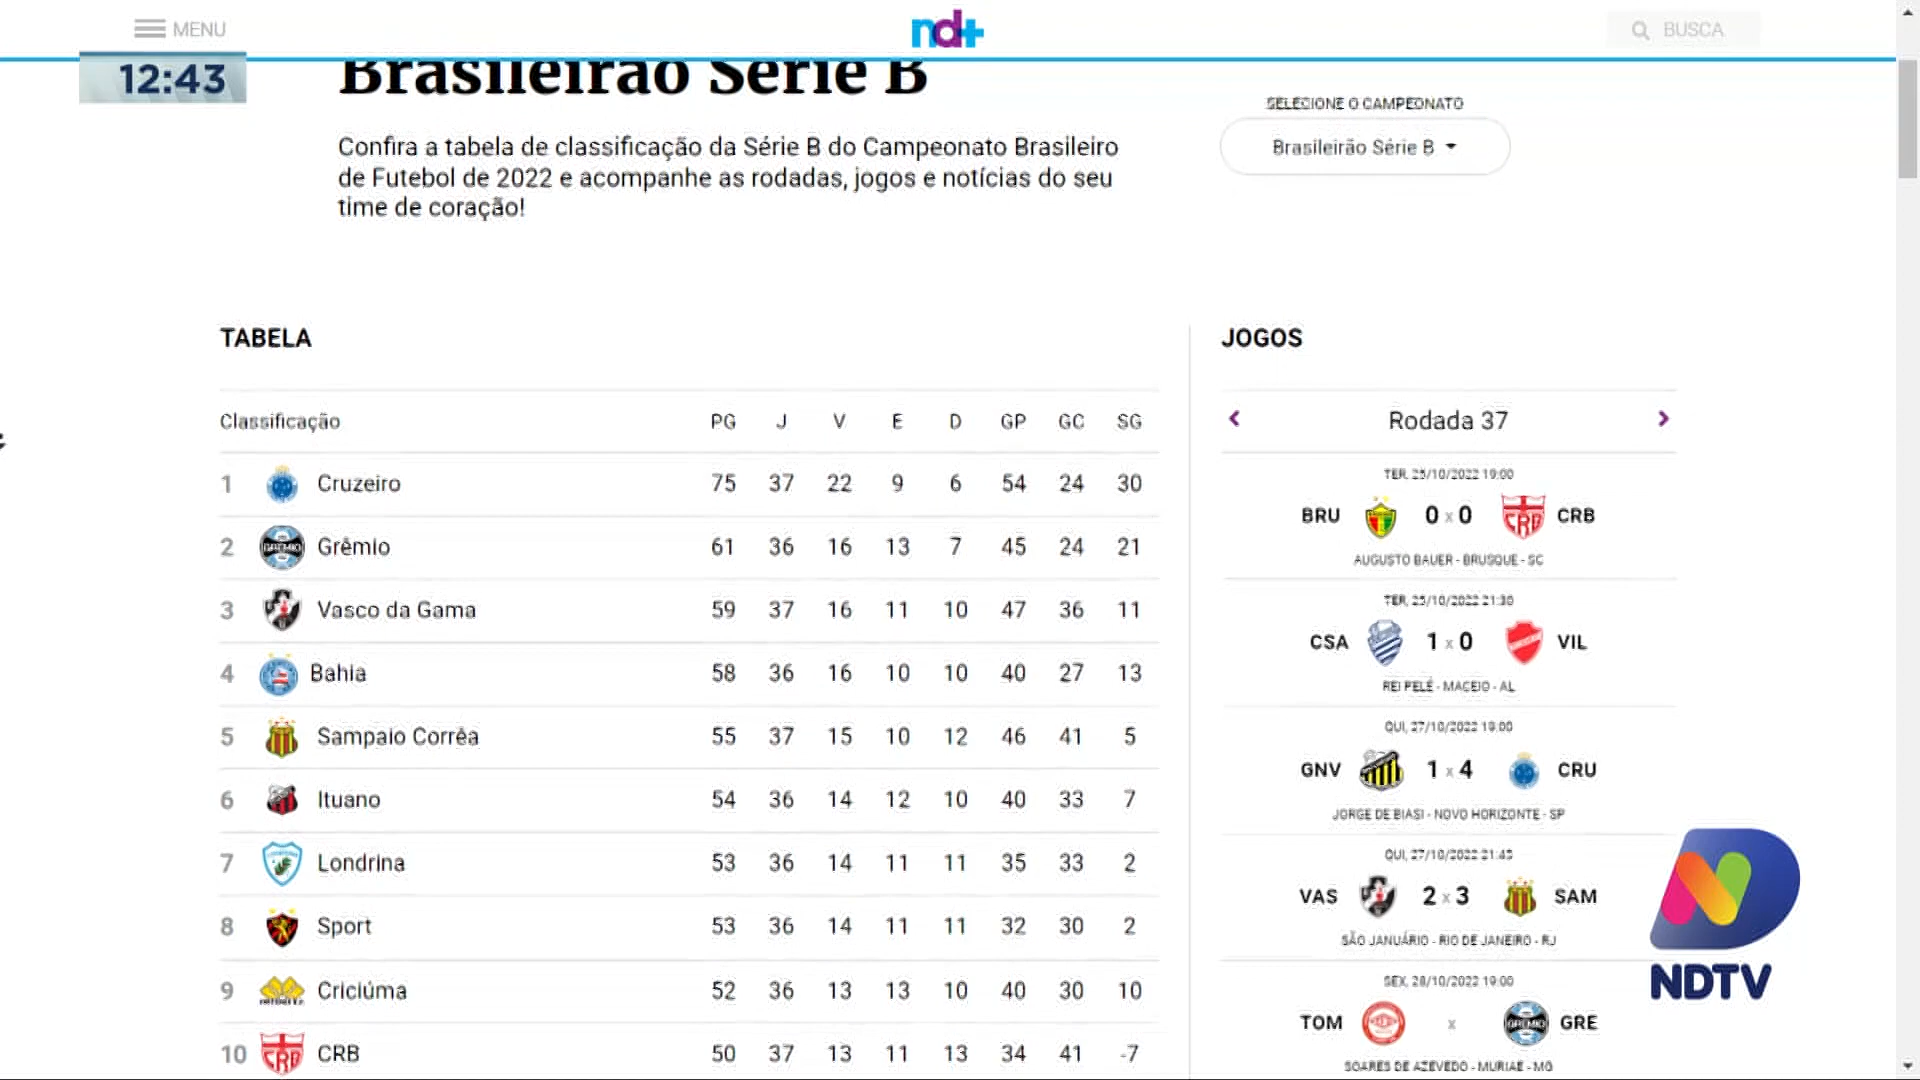 MENU
nd+
BUSCA
12:43
Brasileirão Série B
SELECIONE O CAMPEONATO
Brasileirão Série B
Confira a tabela de classificação da Série B do Campeonato Brasileiro
de Futebol de 2022 e acompanhe as rodadas, jogos e notícias do seu
time de coração!
TABELA
Classificação PG J V E D GP GC SG
1 Cruzeiro 75 37 22 9 6 54 24 30
2 Grêmio 61 36 16 13 7 45 24 21
3 Vasco da Gama 59 37 16 11 10 47 36 11
4 Bahia 58 36 16 10 10 40 27 13
5 Sampaio Corrêa 55 37 15 10 12 46 41 5
6 Ituano 54 36 14 12 10 40 33 7
7 Londrina 53 36 14 11 11 35 33 2
8 Sport 53 36 14 11 11 32 30 2
9 Criciúma 52 36 13 13 10 40 30 10
10 CRB 50 37 13 11 13 34 41 -7
JOGOS
Rodada 37
TER, 25/10/2022 19:00
BRU 0 x 0 CRB
AUGUSTO BAUER - BRUSQUE - SC
TER, 25/10/2022 21:30
CSA 1 x 0 VIL
REI PELÉ - MACEIO - AL
QUI, 27/10/2022 19:00
GNV 1 x 4 CRU
JORGE DE BIASI - NOVO HORIZONTE - SP
QUI, 27/10/2022 21:45
VAS 2 x 3 SAM
SÃO JANUÁRIO - RIO DE JANEIRO - RJ
SEX, 28/10/2022 19:00
TOM x GRE
SOARES DE AZEVEDO - MURIAE - MG
NDTV